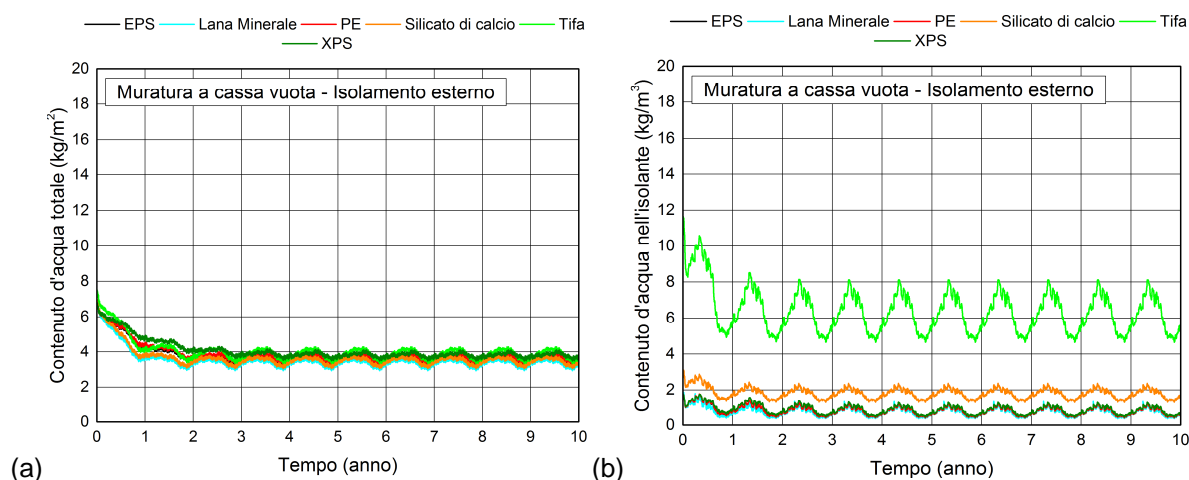 EPS Lana Minerale PE Silicato di calcio Tifa
XPS
Muratura a cassa vuota - Isolamento esterno
Contenuto d'acqua totale (kg/m²)
20
18
16
14
12
10
8
6
4
2
0
0 1 2 3 4 5 6 7 8 9 10
Tempo (anno)
(a)
EPS Lana Minerale PE Silicato di calcio Tifa
XPS
Muratura a cassa vuota - Isolamento esterno
Contenuto d'acqua nell'isolante (kg/m³)
20
18
16
14
12
10
8
6
4
2
0
0 1 2 3 4 5 6 7 8 9 10
Tempo (anno)
(b)